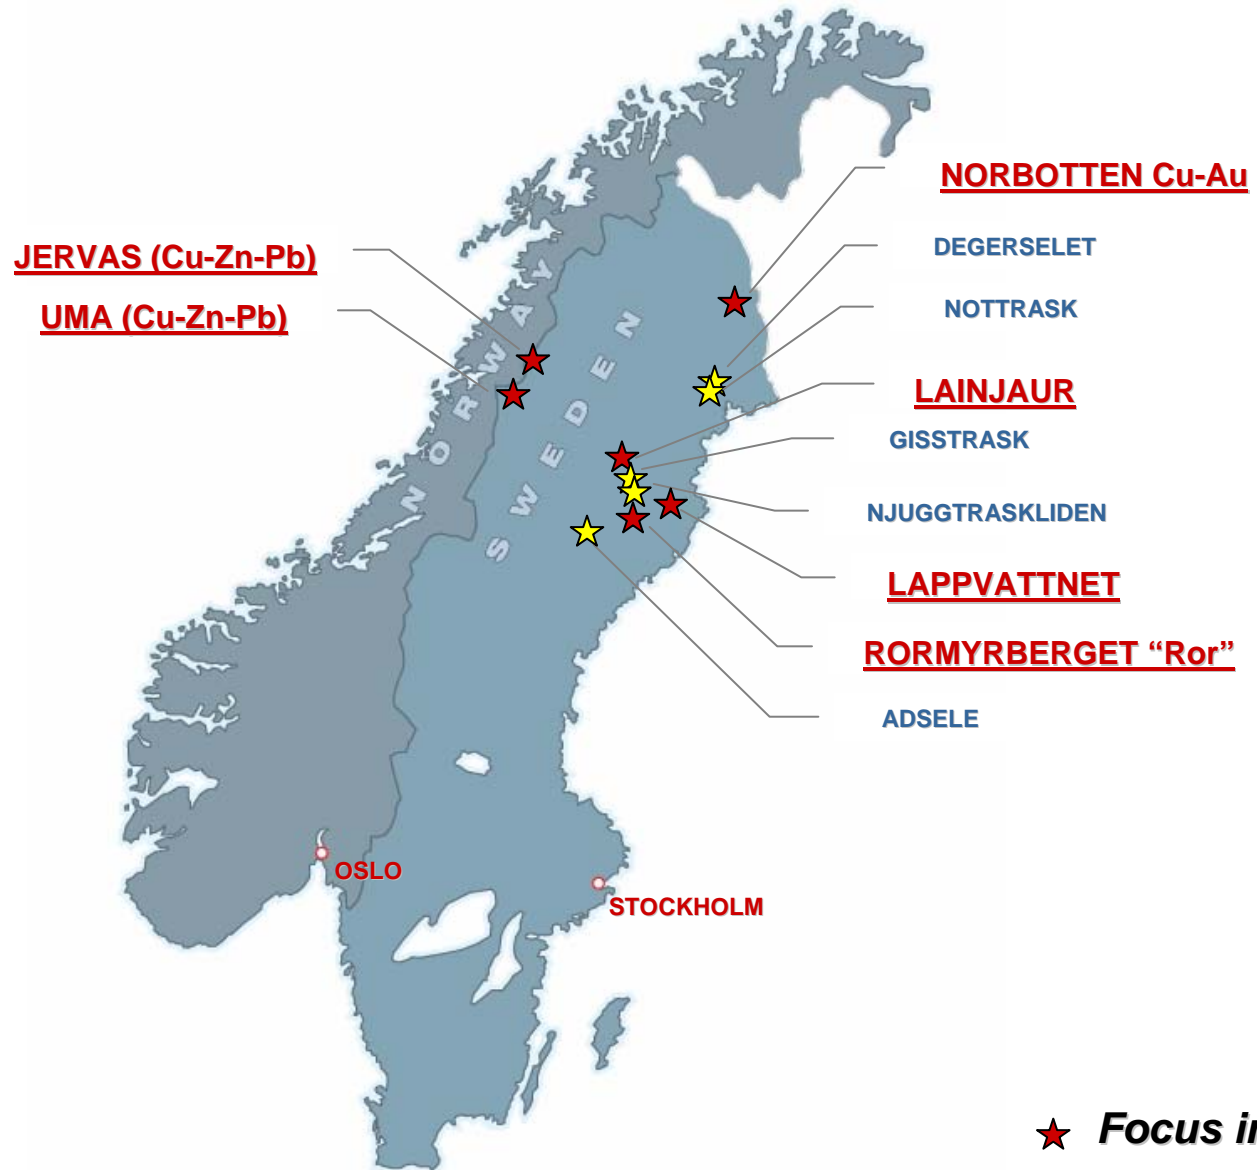 NORBOTTEN Cu-Au
DEGERSELET
JERVAS (Cu-Zn-Pb)
UMA (Cu-Zn-Pb)
NOTTRASK
LAINJAUR
GISSTRASK
NJUGGTRASKLIDEN
LAPPVATTNET
RORMYRBERGET “Ror”
ADSELE
NORWAY
SWEDEN
OSLO
STOCKHOLM
Focus